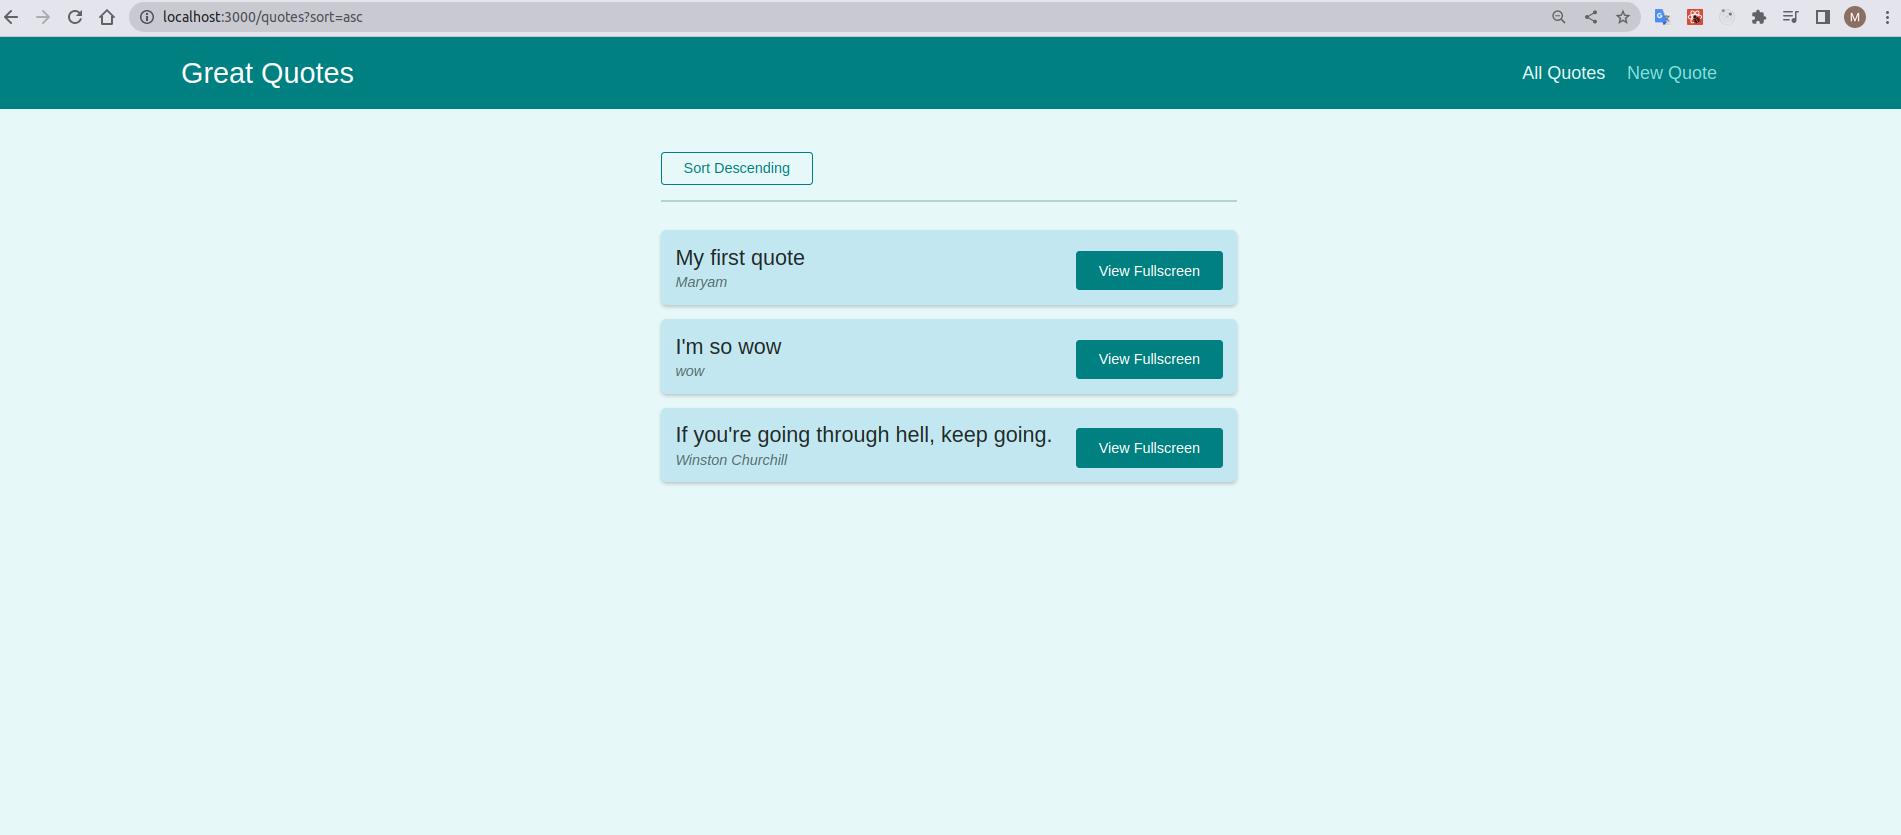 localhost:3000/quotes?sort=asc
M
Great Quotes
All Quotes New Quote
Sort Descending
My first quote
Maryam
View Fullscreen
I'm so wow
wow
View Fullscreen
If you're going through hell, keep going.
Winston Churchill
View Fullscreen